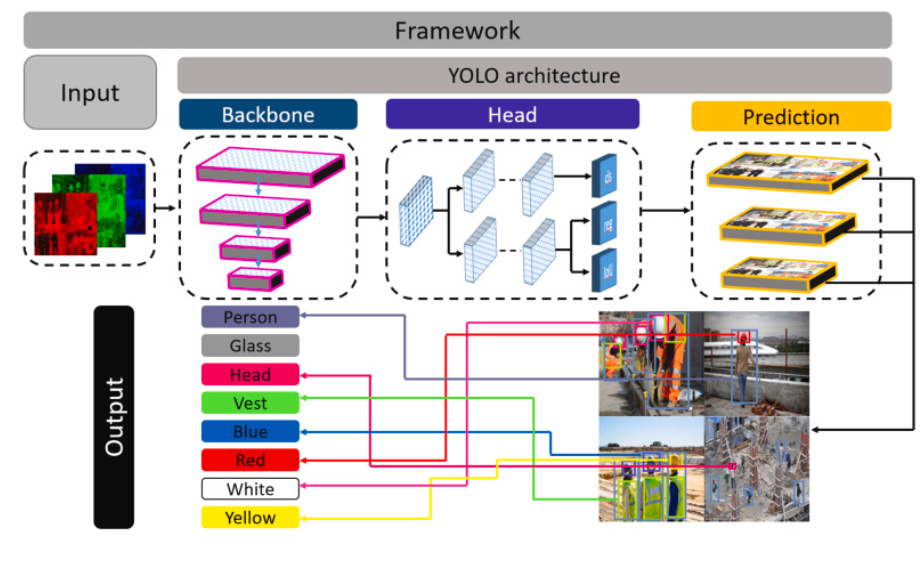 Framework
Input
YOLO architecture
Backbone
Head
Prediction
cls
reg
IoU
Output
Person
Glass
Head
Vest
Blue
Red
White
Yellow